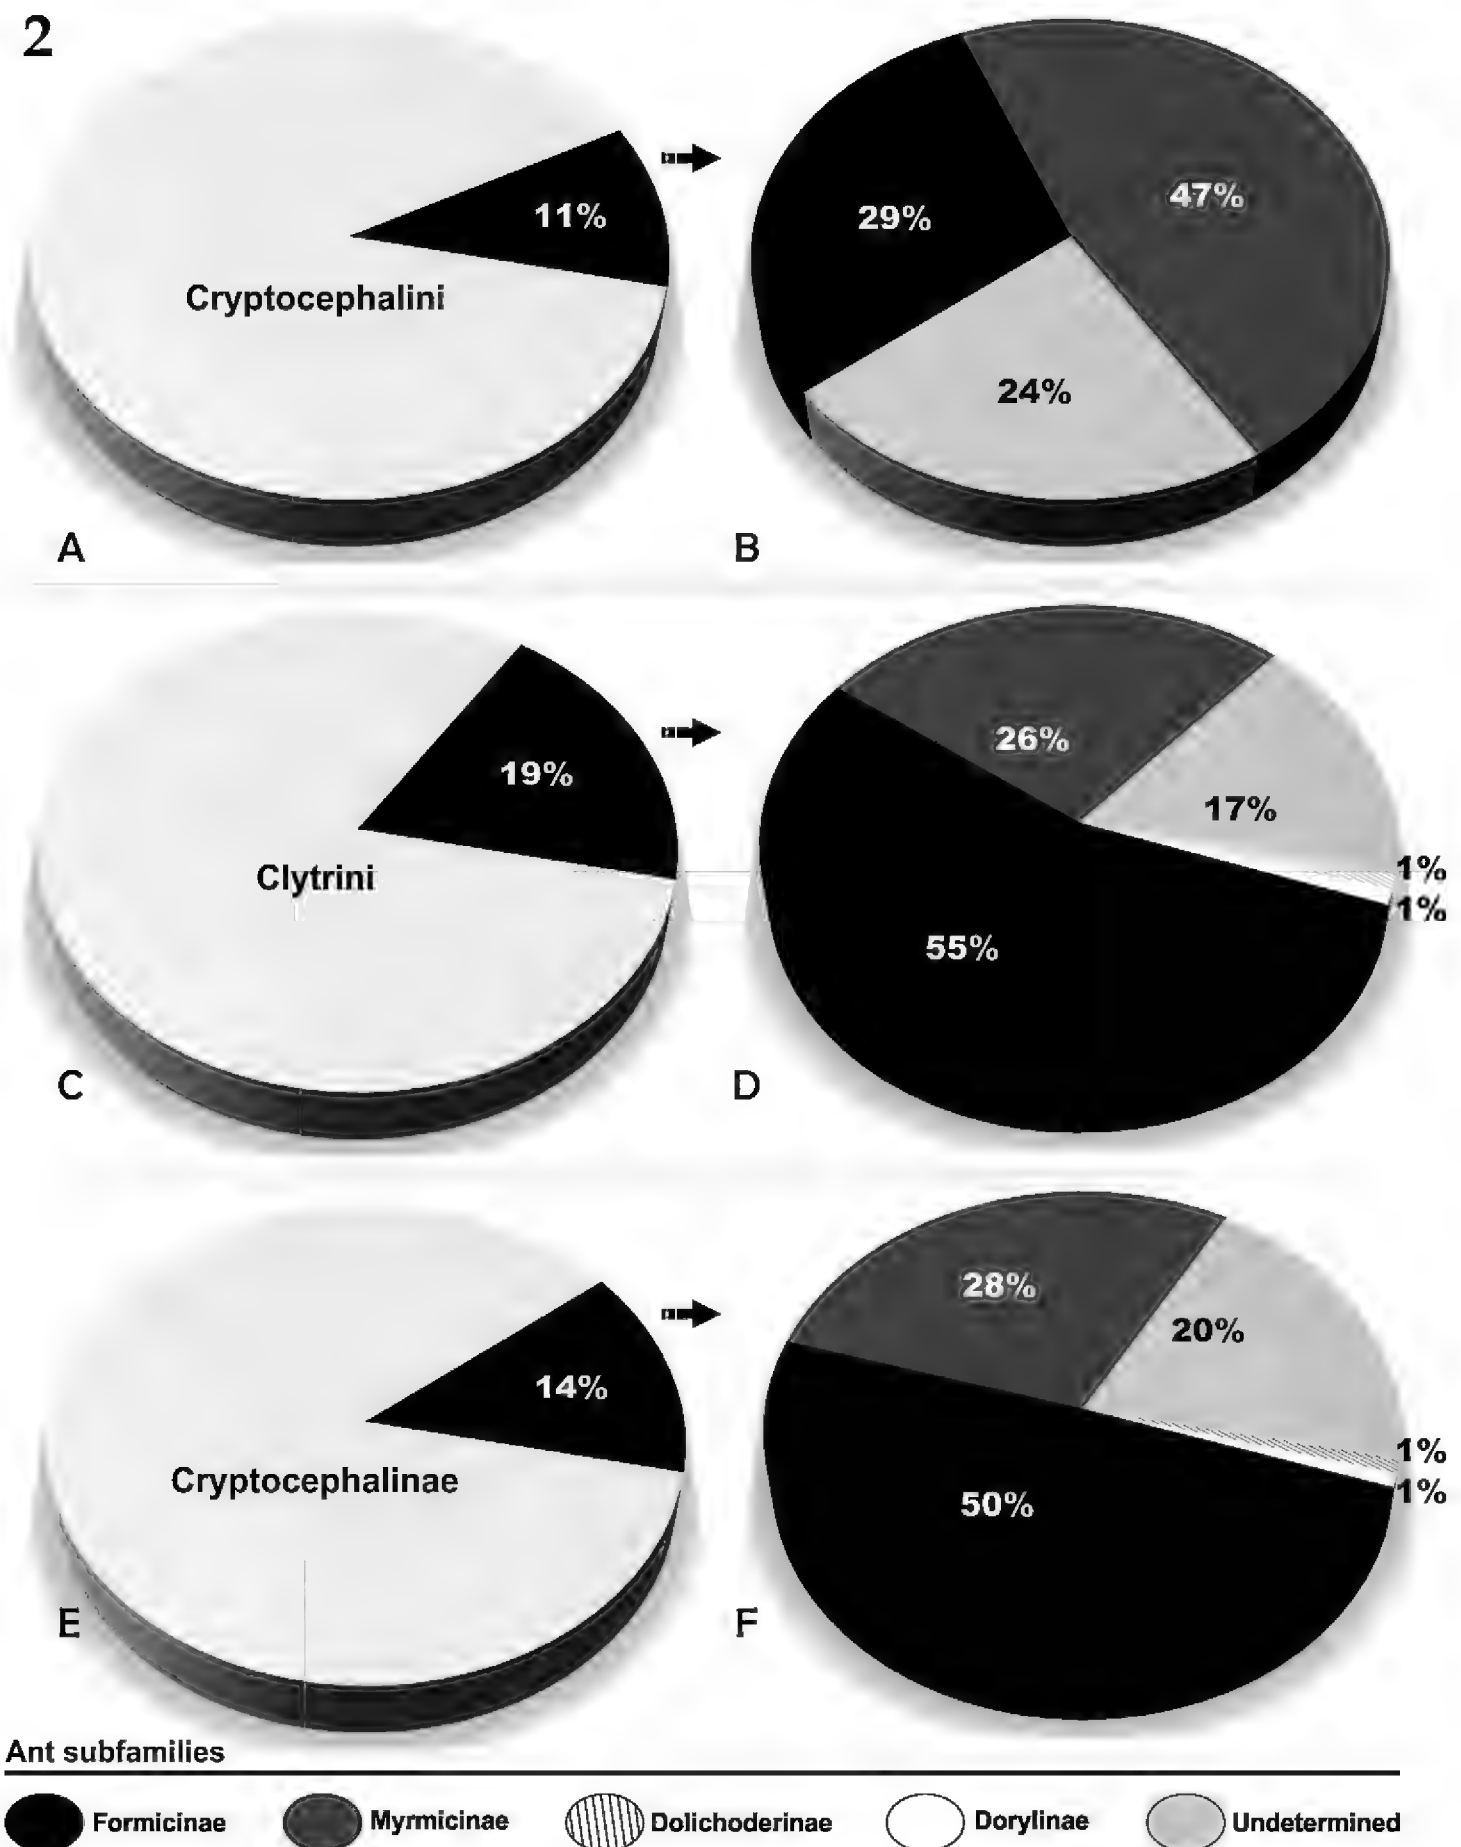 2
11%
Cryptocephalini
A
29%
47%
24%
B
19%
Clytrini
C
26%
17%
1%
1%
55%
D
14%
Cryptocephalinae
E
28%
20%
1%
1%
50%
F
Ant subfamilies
Formicinae Myrmicinae Dolichoderinae Dorylinae Undetermined